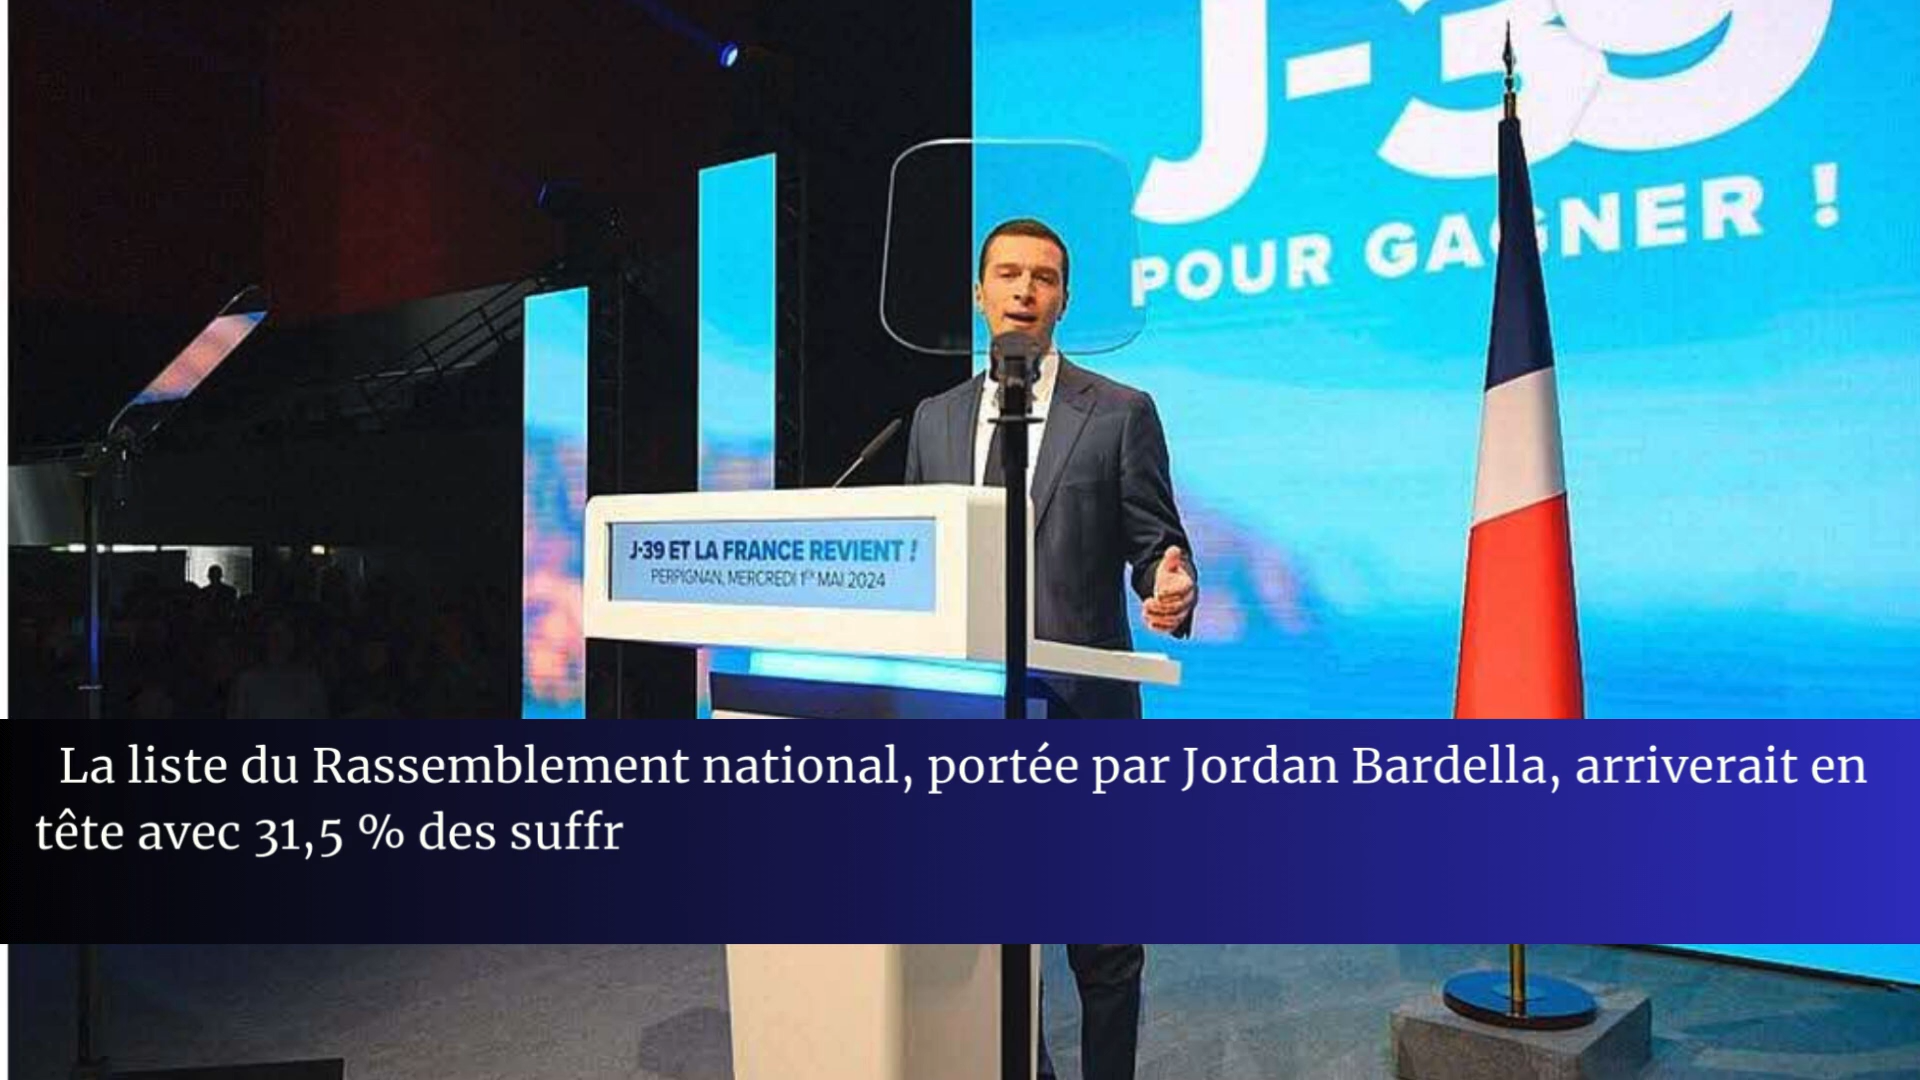 J-39
POUR GAGNER !
J-39 ET LA FRANCE REVIENT !
PERPIGNAN, MERCREDI 1ER MAI 2024
La liste du Rassemblement national, portée par Jordan Bardella, arriverait en
tête avec 31,5 % des suffr